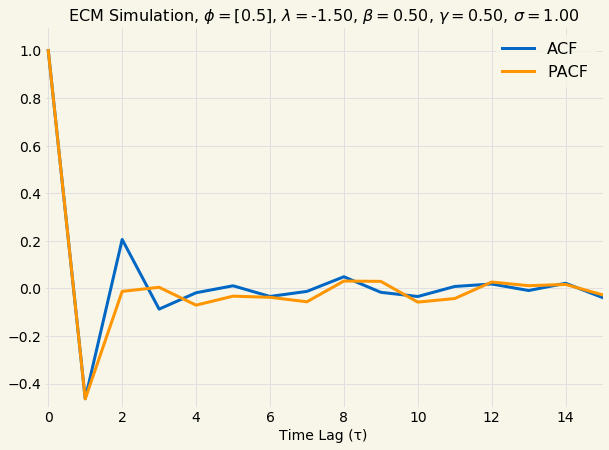 ECM Simulation, ϕ = [0.5], λ = -1.50, β = 0.50, γ = 0.50, σ = 1.00
ACF
PACF
1.0
0.8
0.6
0.4
0.2
0.0
−0.2
−0.4
0 2 4 6 8 10 12 14
Time Lag (τ)